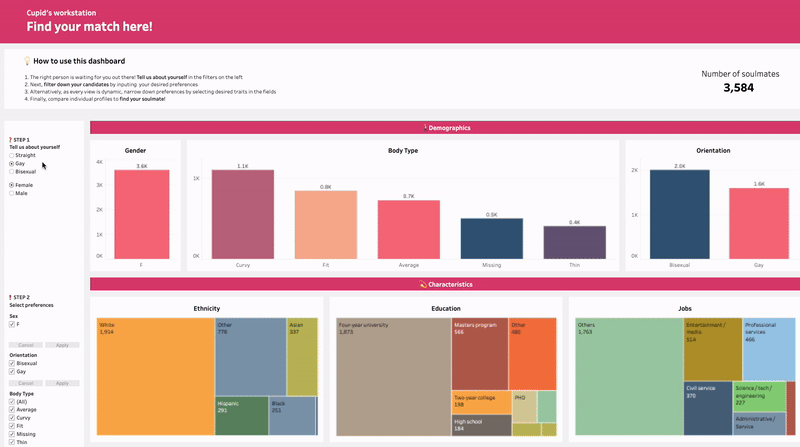 Cupid's workstation
Find your match here!
💡 How to use this dashboard
1. The right person is waiting for you out there! Tell us about yourself in the filters on the left
2. Next, filter down your candidates by inputing your desired preferences
3. Alternatively, as every view is dynamic, narrow down preferences by selecting desired traits in the fields
4. Finally, compare individual profiles to find your soulmate!
Number of soulmates
3,584
❓ STEP 1
Tell us about yourself
Straight
Gay
Bisexual
Female
Male
Demographics
Gender
4K
3K
2K
1K
0K
3.6K
F
Body Type
1K
0K
1.1K
0.8K
0.7K
0.5K
0.4K
Curvy
Fit
Average
Missing
Thin
Orientation
2K
1K
0K
2.0K
1.6K
Bisexual
Gay
❗ STEP 2
Select preferences
Sex
F
Cancel
Apply
Orientation
Bisexual
Gay
Cancel
Apply
Body Type
(All)
Average
Curvy
Fit
Missing
Thin
Characteristics
Ethnicity
White
1,914
Other
778
Asian
337
Hispanic
291
Black
Education
Four-year university
1,875
Masters program
566
Other
Two-year college
198
High school
184
PHD
Jobs
Others
1,763
Entertainment /
media
514
Professional
services
466
Civil service
370
Science / tech /
engineering
227
Administrative /
Service